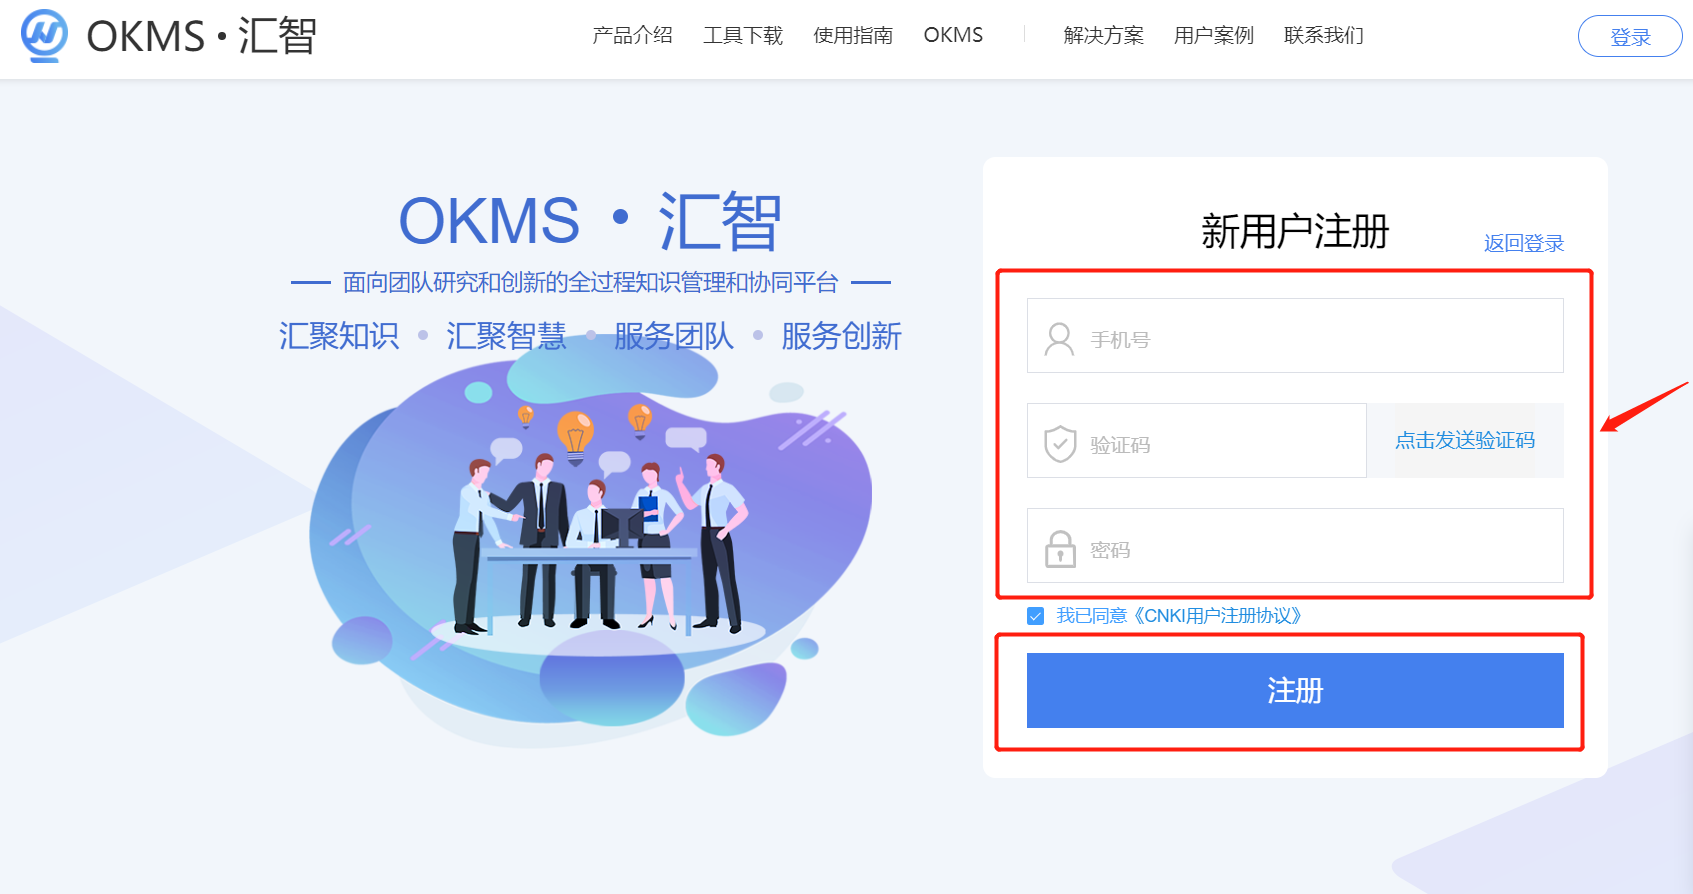 OKMS·汇智
产品介绍 工具下载 使用指南 OKMS 解决方案 用户案例 联系我们
登录
OKMS·汇智
面向团队研究和创新的全过程知识管理和协同平台
汇聚知识·汇聚智慧·服务团队·服务创新
新用户注册
返回登录
手机号
验证码
点击发送验证码
密码
我已同意《CNKI用户注册协议》
注册